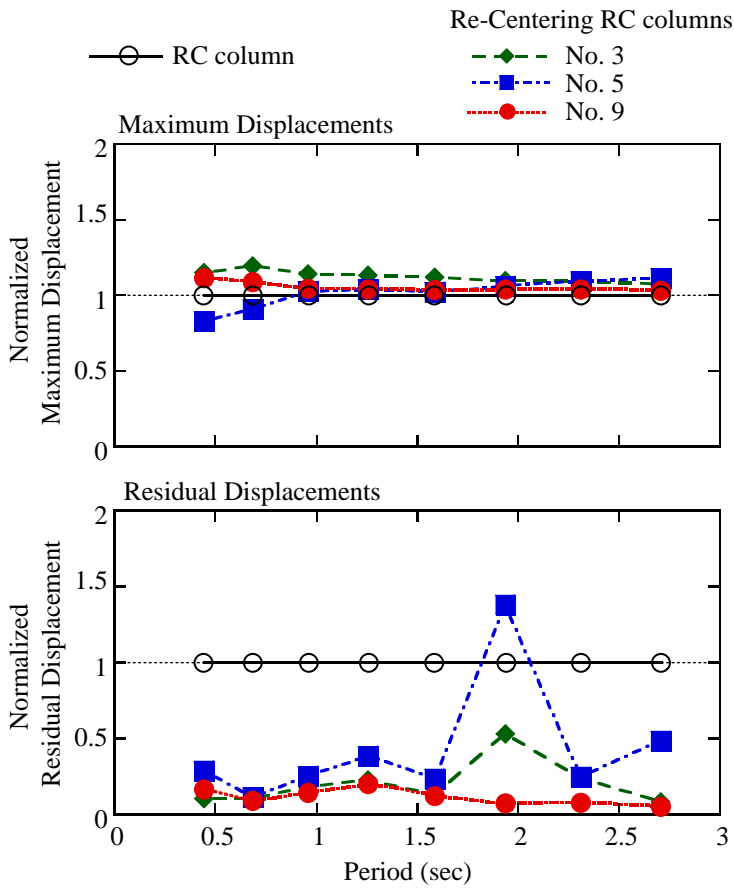 Re-Centering RC columns
RC column
No. 3
No. 5
No. 9
Maximum Displacements
2
1.5
1
0.5
0
Normalized
Maximum Displacement
Residual Displacements
2
1.5
1
0.5
0
Normalized
Residual Displacement
0
0.5
1
1.5
2
2.5
3
Period (sec)